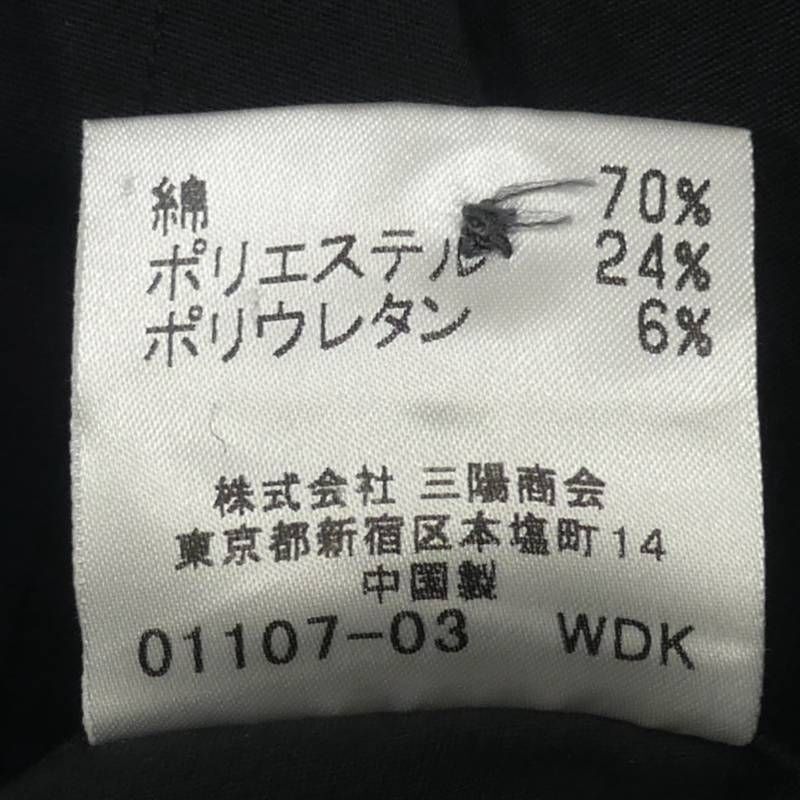 綿 70%
ポリエステル 24%
ポリウレタン 6%
株式会社 三陽商会
東京都新宿区本塩町14
中国製
01107-03 WDK